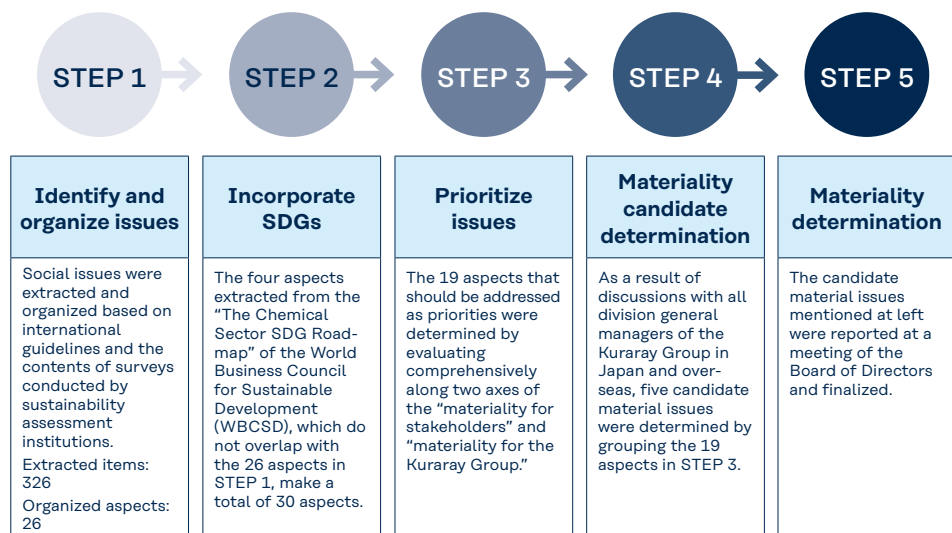 STEP 1
STEP 2
STEP 3
STEP 4
STEP 5
Identify and
organize issues
Social issues were
extracted and
organized based on
international
guidelines and the
contents of surveys
conducted by
sustainability
assessment
institutions.
Extracted items:
326
Organized aspects:
26
Incorporate
SDGs
The four aspects
extracted from the
“The Chemical
Sector SDG Road-
map” of the World
Business Council
for Sustainable
Development
(WBCSD), which do
not overlap with
the 26 aspects in
STEP 1, make a
total of 30 aspects.
Prioritize
issues
The 19 aspects that
should be addressed
as priorities were
determined by
evaluating
comprehensively
along two axes of
the “materiality for
stakeholders” and
“materiality for the
Kuraray Group.”
Materiality
candidate
determination
As a result of
discussions with all
division general
managers of the
Kuraray Group in
Japan and over-
seas, five candidate
material issues
were determined by
grouping the 19
aspects in STEP 3.
Materiality
determination
The candidate
material issues
mentioned at left
were reported at a
meeting of the
Board of Directors
and finalized.